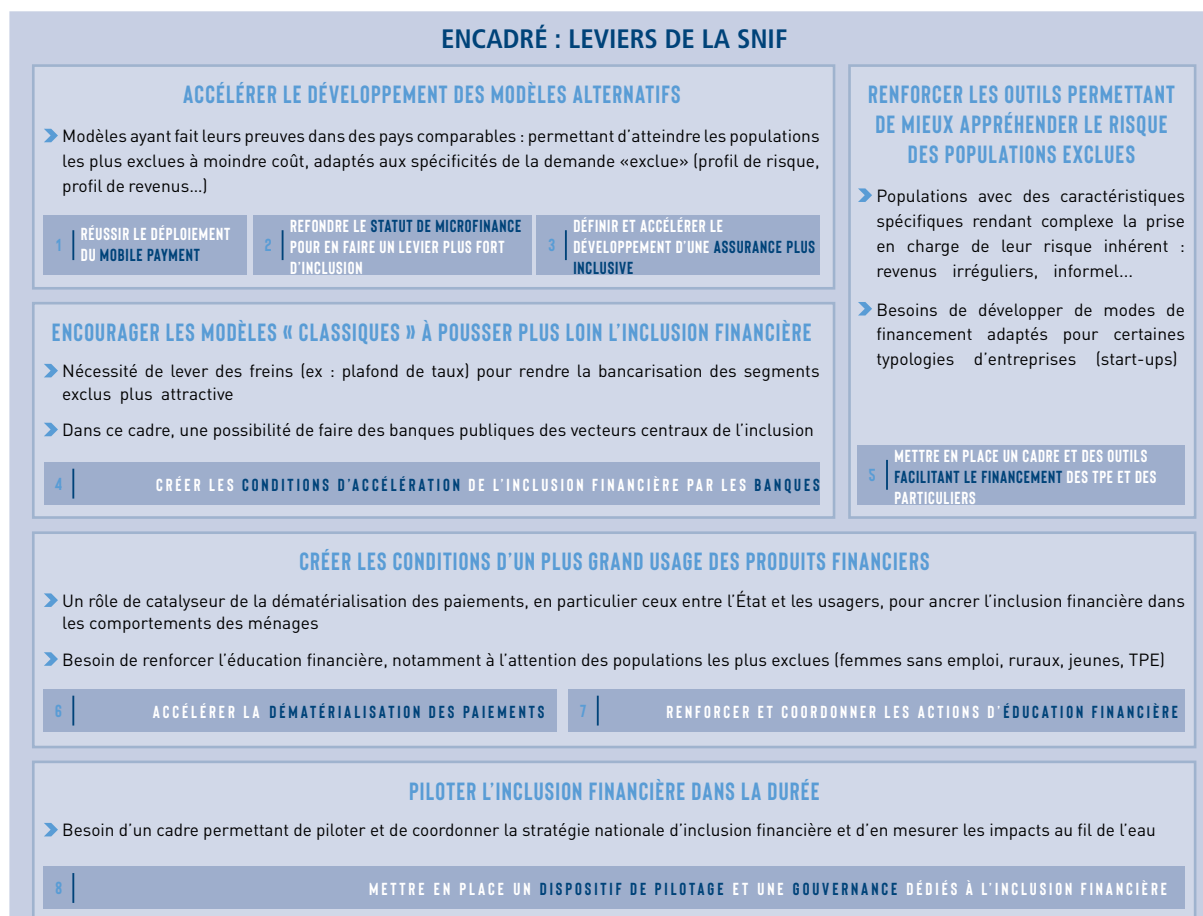 ENCADRÉ : LEVIERS DE LA SNIF
ACCÉLÉRER LE DÉVELOPPEMENT DES MODÈLES ALTERNATIFS
Modèles ayant fait leurs preuves dans des pays comparables : permettant d'atteindre les populations
les plus exclues à moindre coût, adaptés aux spécificités de la demande «exclue» (profil de risque,
profil de revenus...)
1
RÉUSSIR LE DÉPLOIEMENT
DU MOBILE PAYMENT
2
REFONDRE LE STATUT DE MICROFINANCE
POUR EN FAIRE UN LEVIER PLUS FORT
D'INCLUSION
3
DÉFINIR ET ACCÉLÉRER LE
DÉVELOPPEMENT D'UNE ASSURANCE PLUS
INCLUSIVE
ENCOURAGER LES MODÈLES « CLASSIQUES » À POUSSER PLUS LOIN L'INCLUSION FINANCIÈRE
Nécessité de lever des freins (ex : plafond de taux) pour rendre la bancarisation des segments
exclus plus attractive
Dans ce cadre, une possibilité de faire des banques publiques des vecteurs centraux de l'inclusion
4
CRÉER LES CONDITIONS D'ACCÉLÉRATION DE L'INCLUSION FINANCIÈRE PAR LES BANQUES
RENFORCER LES OUTILS PERMETTANT
DE MIEUX APPRÉHENDER LE RISQUE
DES POPULATIONS EXCLUES
Populations avec des caractéristiques
spécifiques rendant complexe la prise
en charge de leur risque inhérent :
revenus irréguliers, informel...
Besoins de développer de modes de
financement adaptés pour certaines
typologies d'entreprises (start-ups)
5
METTRE EN PLACE UN CADRE ET DES OUTILS
FACILITANT LE FINANCEMENT DES TPE ET DES
PARTICULIERS
CRÉER LES CONDITIONS D'UN PLUS GRAND USAGE DES PRODUITS FINANCIERS
Un rôle de catalyseur de la dématérialisation des paiements, en particulier ceux entre l'État et les usagers, pour ancrer l'inclusion financière dans
les comportements des ménages
Besoin de renforcer l'éducation financière, notamment à l'attention des populations les plus exclues (femmes sans emploi, ruraux, jeunes, TPE)
6
ACCÉLÉRER LA DÉMATÉRIALISATION DES PAIEMENTS
7
RENFORCER ET COORDONNER LES ACTIONS D'ÉDUCATION FINANCIÈRE
PILOTER L'INCLUSION FINANCIÈRE DANS LA DURÉE
Besoin d'un cadre permettant de piloter et de coordonner la stratégie nationale d'inclusion financière et d'en mesurer les impacts au fil de l'eau
8
METTRE EN PLACE UN DISPOSITIF DE PILOTAGE ET UNE GOUVERNANCE DÉDIÉS À L'INCLUSION FINANCIÈRE